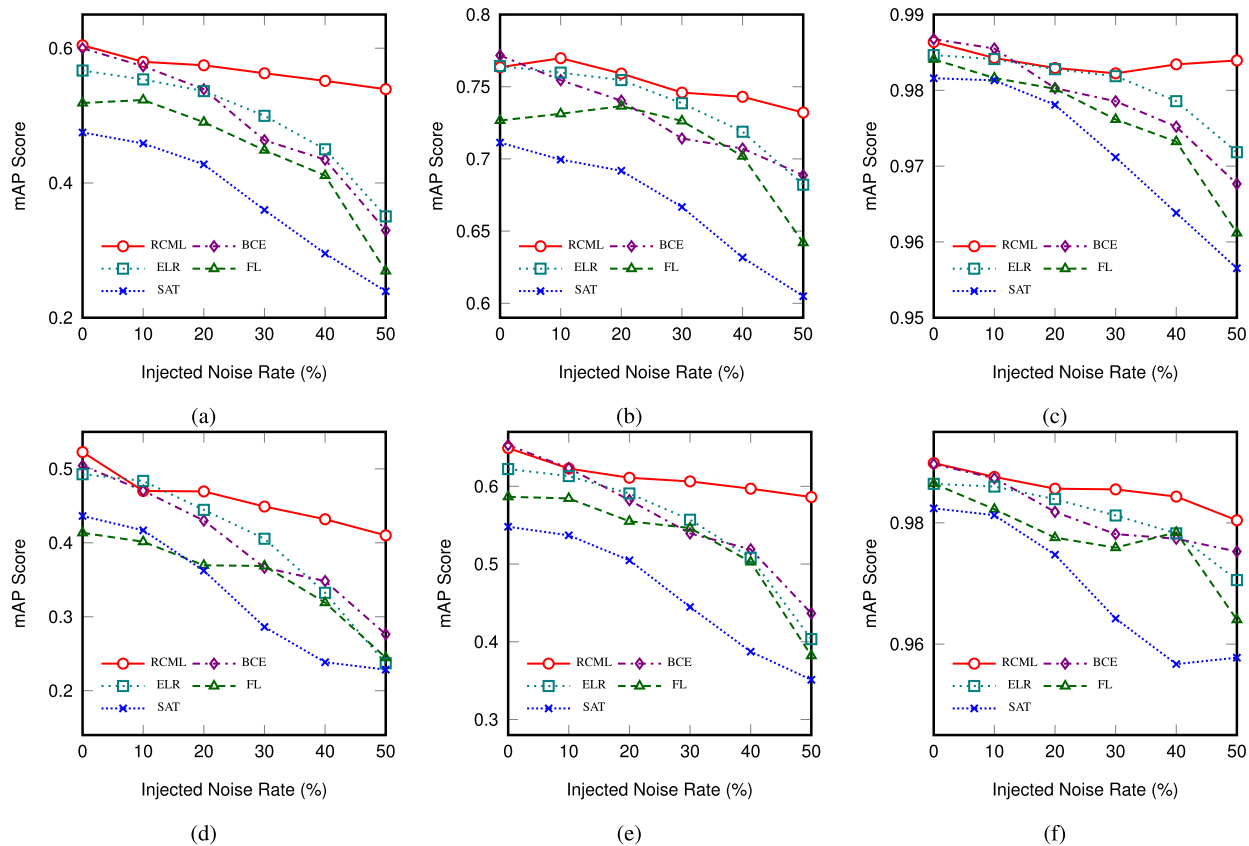 0.6
0.4
0.2
mAP Score
RCML BCE
ELR FL
SAT
0 10 20 30 40 50
Injected Noise Rate (%)
(a)
0.8
0.75
0.7
0.65
0.6
mAP Score
RCML BCE
ELR FL
SAT
0 10 20 30 40 50
Injected Noise Rate (%)
(b)
0.99
0.98
0.97
0.96
0.95
mAP Score
RCML BCE
ELR FL
SAT
0 10 20 30 40 50
Injected Noise Rate (%)
(c)
0.5
0.4
0.3
0.2
mAP Score
RCML BCE
ELR FL
SAT
0 10 20 30 40 50
Injected Noise Rate (%)
(d)
0.6
0.5
0.4
0.3
mAP Score
RCML BCE
ELR FL
SAT
0 10 20 30 40 50
Injected Noise Rate (%)
(e)
0.98
0.96
mAP Score
RCML BCE
ELR FL
SAT
0 10 20 30 40 50
Injected Noise Rate (%)
(f)